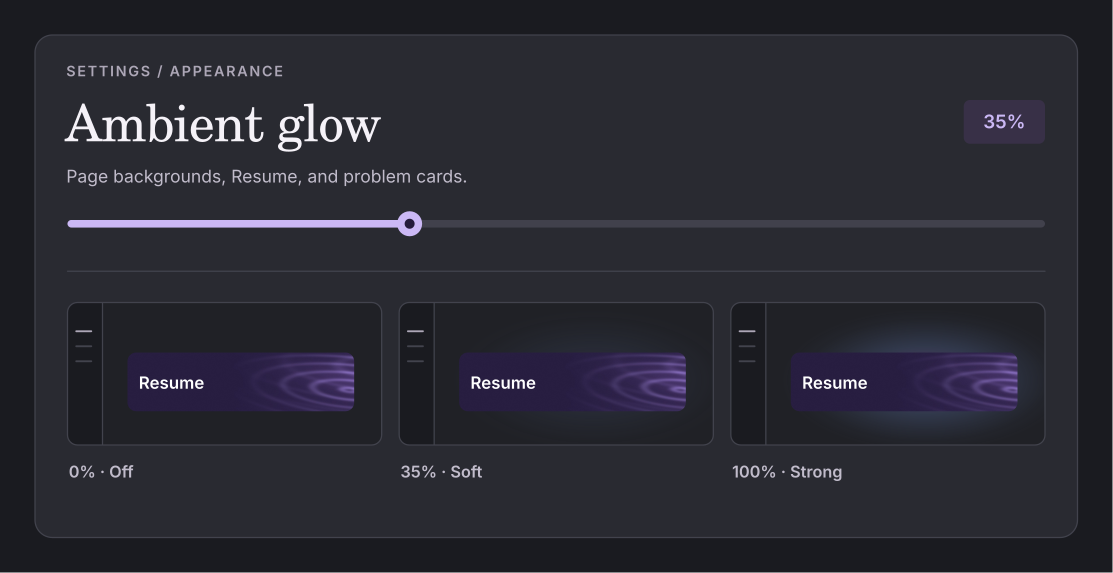 SETTINGS / APPEARANCE
Ambient glow
35%
Page backgrounds, Resume, and problem cards.
Resume
Resume
Resume
0% · Off
35% · Soft
100% · Strong